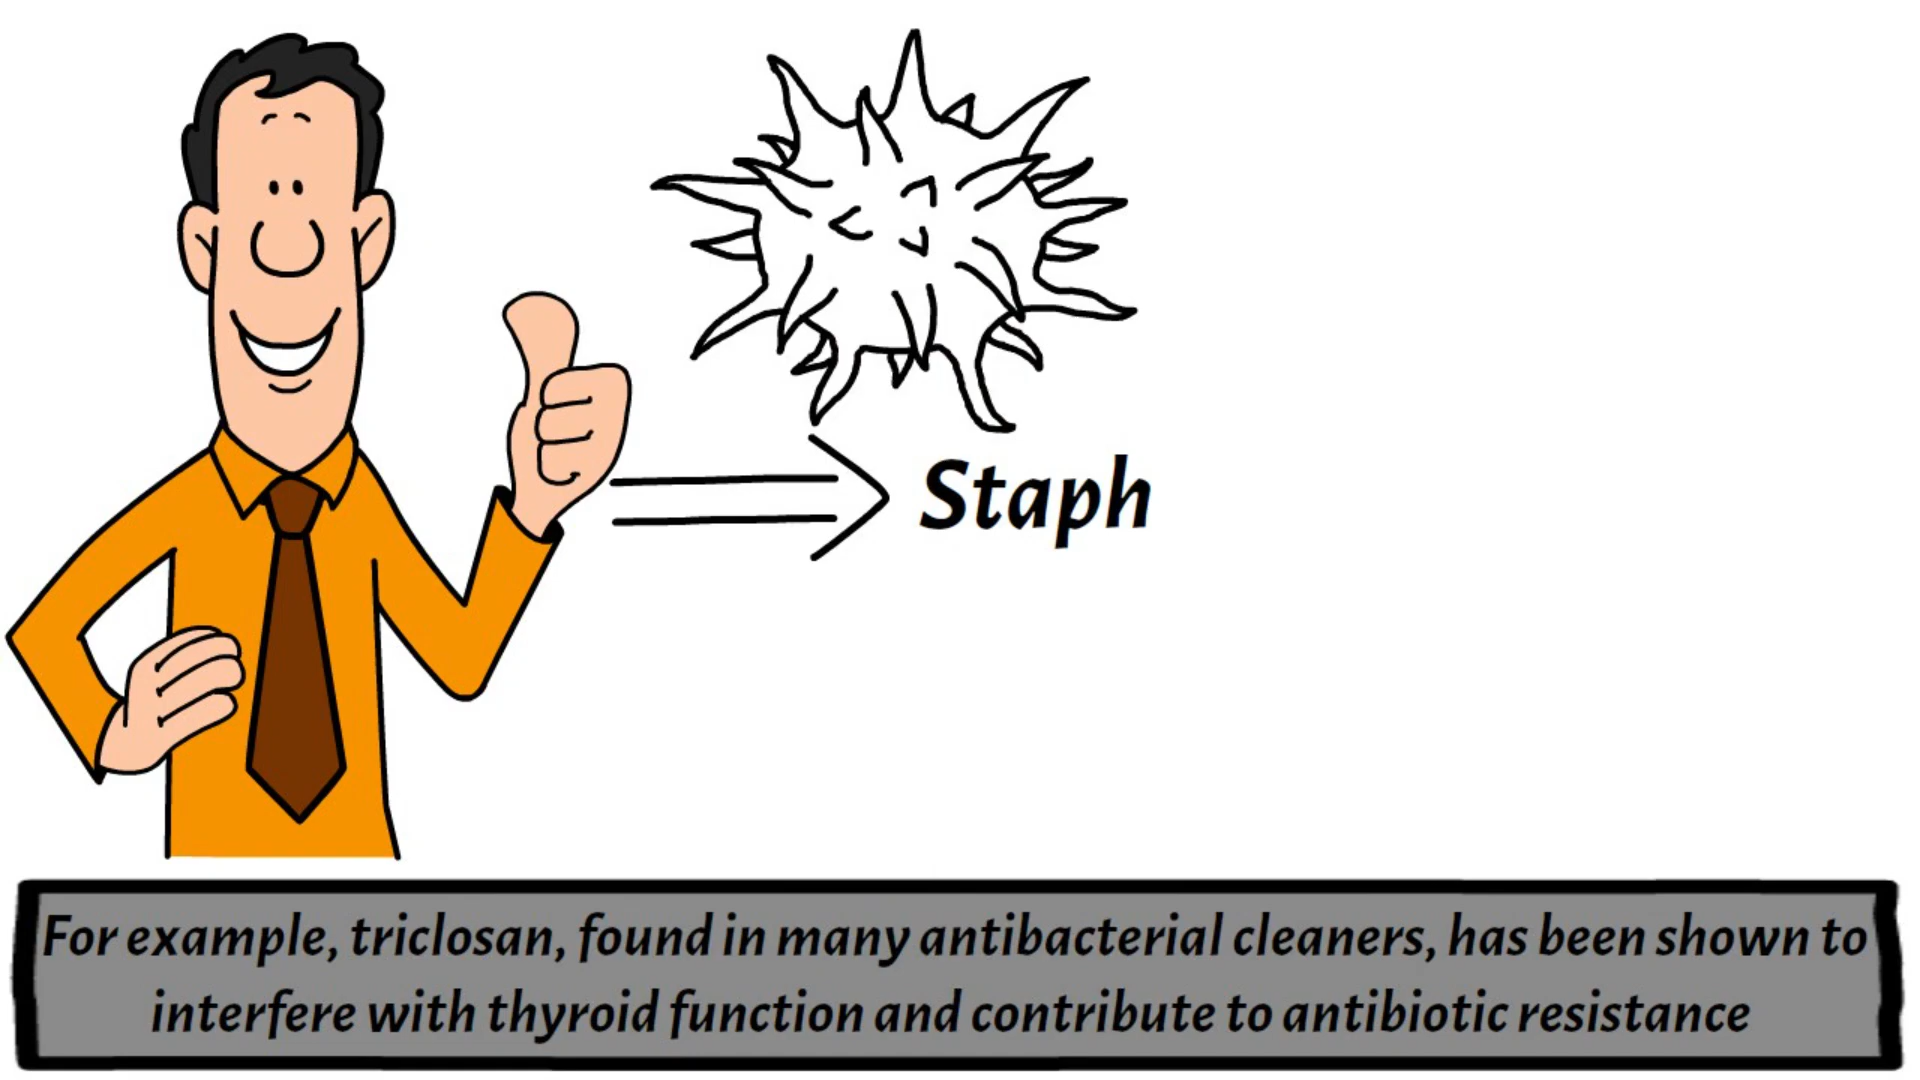 Staph
For example, triclosan, found in many antibacterial cleaners, has been shown to
interfere with thyroid function and contribute to antibiotic resistance